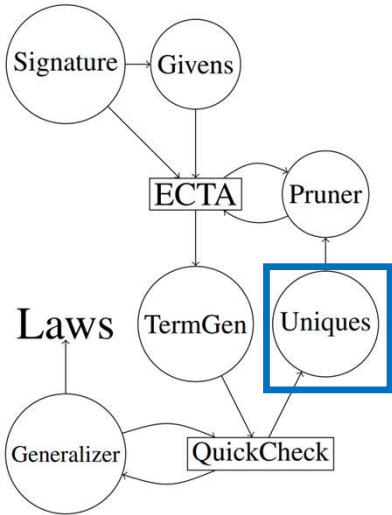 Signature
Givens
ECTA
Pruner
Laws
TermGen
Uniques
Generalizer
QuickCheck